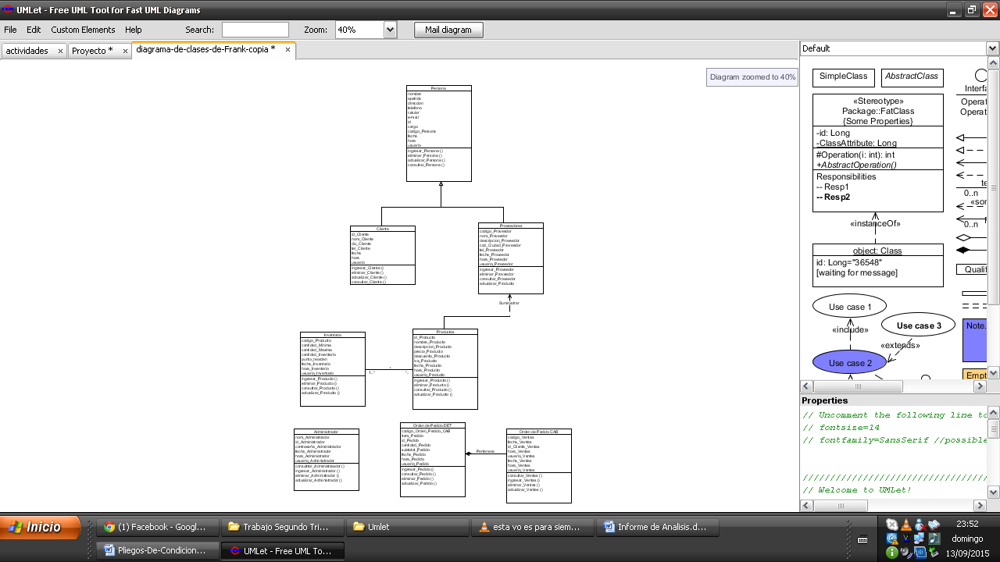 UMLet - Free UML Tool for Fast UML Diagrams
File Edit Custom Elements Help Search: Zoom: 40% Mail diagram
actividades × Proyecto * × diagrama-de-clases-de-Frank-copia * ×
Diagram zoomed to 40%
Persona
nombre
apellido
direccion
telefono
celular
e-mail
id
cargo
codigo_Persona
fecha
hora
usuario
ingresar_Persona ()
eliminar_Persona ()
actualizar_Persona ()
consultar_Persona ()
Cliente
id_Cliente
nom_Cliente
dic_Cliente
tel_Cliente
fecha
hora
usuario
ingresar_Cliente ()
eliminar_Cliente ()
actualizar_Cliente ()
consultar_Cliente ()
Proveedores
codigo_Proveedor
nom_Proveedor
descripcion_Proveedor
cod_Ciudad_Proveedor
tel_Proveedor
fecha_Proveedor
hora_Proveedor
usuario_Proveedor
ingresar_Proveedor
eliminar_Proveedor
consultar_Proveedor
actualizar_Producto
Suministrar
Inventario
codigo_Producto
cantidad_Minima
cantidad_Maxima
cantidad_Inventario
punto_reorden
fecha_Inventario
hora_Inventario
usuario_Inventario
ingresar_Producto ()
eliminar_Producto ()
consultar_Producto ()
actualizar_Producto ()
1..*
Productos
id_Producto
nombre_Producto
descripcion_Producto
precio_Producto
descuento_Producto
iva_Producto
fecha_Producto
hora_Producto
usuario_Producto
ingresar_Producto ()
eliminar_Producto ()
consultar_Producto ()
actualizar_Producto ()
Administrador
nom_Administrador
id_Administrador
contraseña_Administrador
fecha_Administrador
hora_Administrador
usuario_Administrador
consultar_Administrador ()
ingresar_Administrador ()
eliminar_Administrador ()
actualizar_Administrador ()
Orden de Pedido DET
codigo_Orden_Pedido_CAB
item_Pedido
id_Pedido
cantidad_Pedido
subtotal_Pedido
fecha_Pedido
hora_Pedido
usuario_Pedido
ingresar_Pedido ()
consultar_Pedido ()
eliminar_Pedido ()
actualizar_Pedido ()
Pertenece
Orden de Pedido CAB
codigo_Ventas
fecha_Ventas
id_Cliente_Ventas
hora_Ventas
usuario_Ventas
fecha_Ventas
hora_Ventas
usuario_Ventas
consultar_Ventas ()
ingresar_Ventas ()
eliminar_Ventas ()
actualizar_Ventas ()
Default
SimpleClass AbstractClass
«Stereotype»
Package::FatClass
{Some Properties}
-id: Long
-ClassAttribute: Long
#Operation(i: int): int
+AbstractOperation()
Responsibilities
-- Resp1
-- Resp2
«instanceOf»
object: Class
id: Long="36548"
[waiting for message]
Use case 1
«include»
Use case 3
«extends»
Use case 2
Interfa
Operat
te
0..n
«son
0..n
Qualif
Note
Empt
Properties
// Uncomment the following line to
// fontsize=14
// fontfamily=SansSerif //possible
////////////////////////////////
// Welcome to UMLet!
Inicio
(1) Facebook - Googl...
Trabajo Segundo Tri...
Umlet
esta vo es para siem...
Informe de Analisis.d...
Pliegos-De-Condicion...
UMLet - Free UML To...
23:52
domingo
13/09/2015